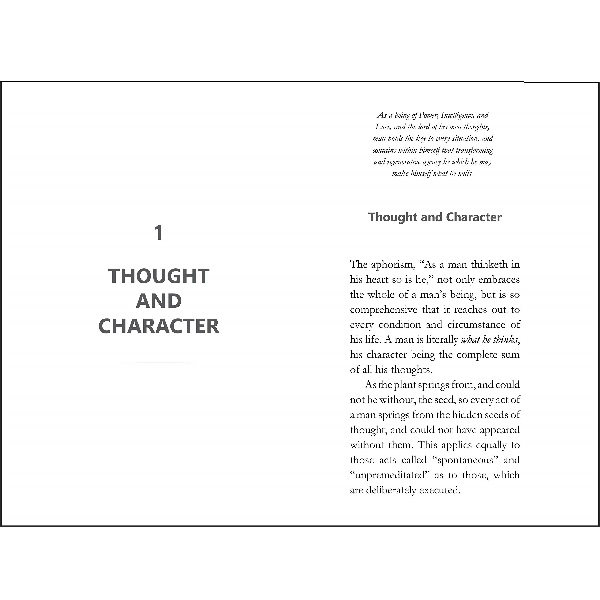 1
THOUGHT
AND
CHARACTER
As a being of Power, Intelligence, and
Love, and the lord of his own thoughts,
man holds the key to every situation, and
contains within himself that transforming
and regenerative agency by which he may
make himself what he wills.
Thought and Character
The aphorism, “As a man thinketh in
his heart so is he,” not only embraces
the whole of a man’s being, but is so
comprehensive that it reaches out to
every condition and circumstance of
his life. A man is literally what he thinks,
his character being the complete sum
of all his thoughts.
As the plant springs from, and could
not be without, the seed, so every act of
a man springs from the hidden seeds of
thought, and could not have appeared
without them. This applies equally to
those acts called “spontaneous” and
“unpremeditated” as to those, which
are deliberately executed.